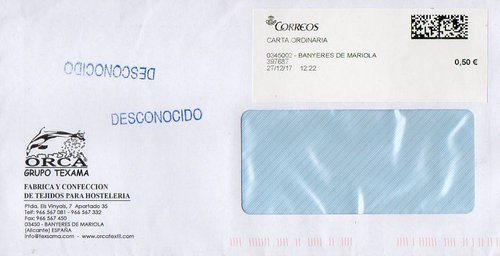 CORREOS
CARTA ORDINARIA
0345002 - BANYERES DE MARIOLA
397687
27/12/17 12:22
0,50 €
DESCONOCIDO
DESCONOCIDO
ORCA
GRUPO TEXAMA
FABRICA Y CONFECCION
DE TEJIDOS PARA HOSTELERIA
Ptda. Els Vinyals, 7 Apartado 35
Telf: 966 567 081 - 966 567 332
Fax: 966 567 450
03450 - BANYERES DE MARIOLA
(Alicante) ESPAÑA
info@texama.com - www.orcatextil.com